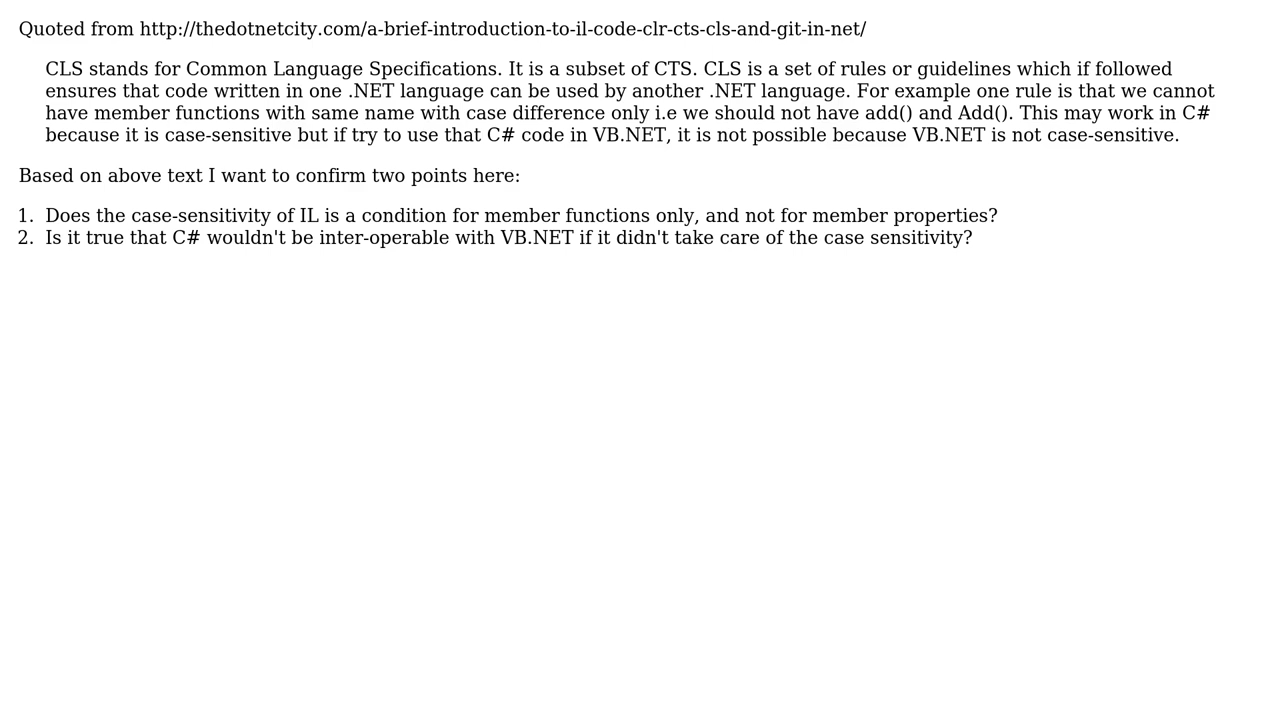 Quoted from http://thedotnetcity.com/a-brief-introduction-to-il-code-clr-cts-cls-and-git-in-net/
CLS stands for Common Language Specifications. It is a subset of CTS. CLS is a set of rules or guidelines which if followed
ensures that code written in one .NET language can be used by another .NET language. For example one rule is that we cannot
have member functions with same name with case difference only i.e we should not have add() and Add(). This may work in C#
because it is case-sensitive but if try to use that C# code in VB.NET, it is not possible because VB.NET is not case-sensitive.
Based on above text I want to confirm two points here:
1. Does the case-sensitivity of IL is a condition for member functions only, and not for member properties?
2. Is it true that C# wouldn't be inter-operable with VB.NET if it didn't take care of the case sensitivity?